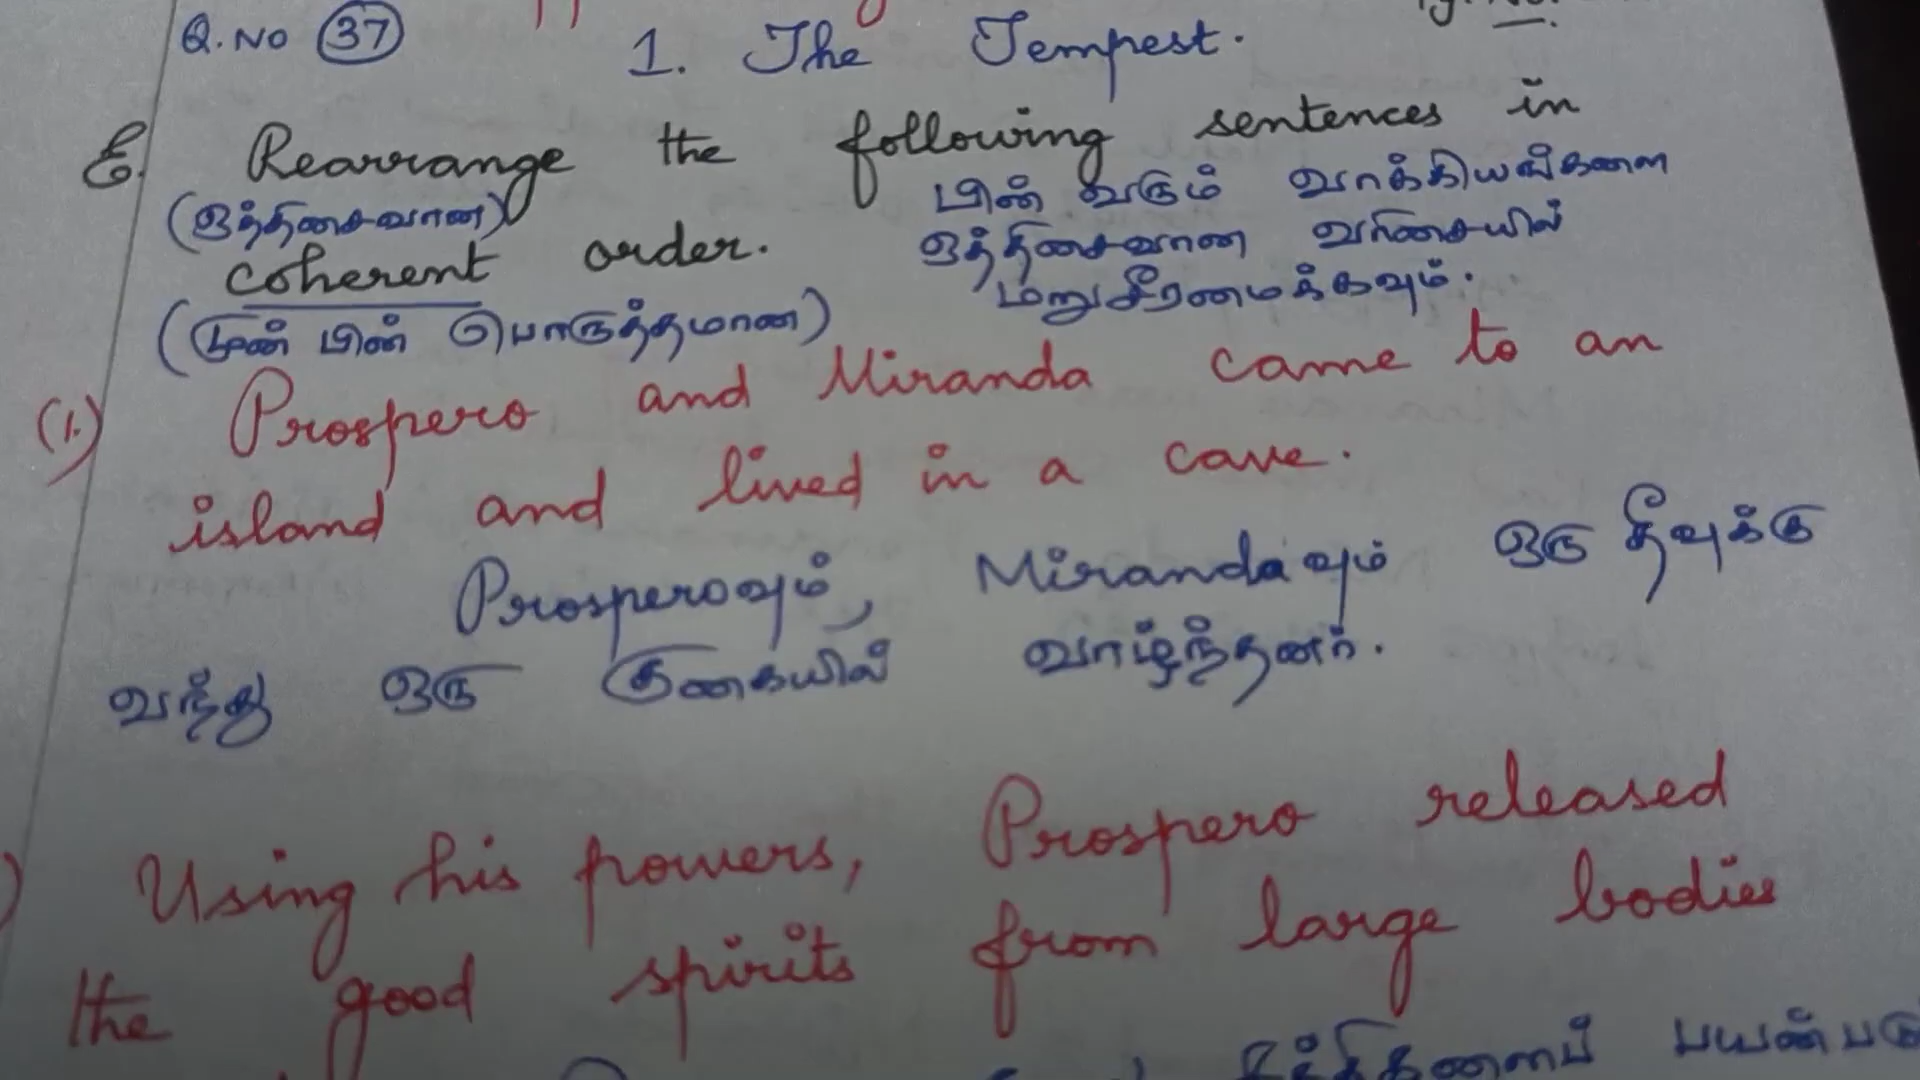 Q. No 37 1. The Tempest.
E. Rearrange the following sentences in
(ஒத்திசைவான) பின் வரும் வாக்கியங்களை
coherent order. ஒத்திசைவான வரிசையில்
(முன் பின் பொருத்தமான) மறுசீரமைக்கவும்.
(1.) Prospero and Miranda came to an
island and lived in a cave.
Prosperoவும், Mirandaவும் ஒரு தீவுக்கு
வந்து ஒரு குகையில் வாழ்ந்தனர்.
Using his powers, Prospero released
the good spirits from large bodies